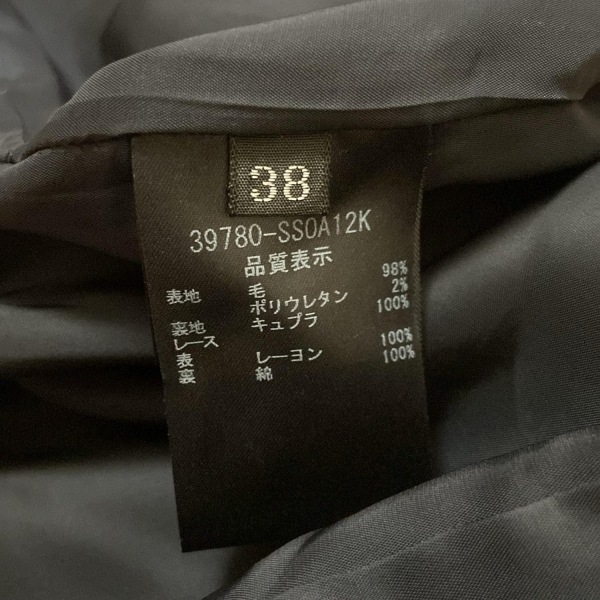 38
39780-SSOA12K
品質表示
表地 毛 98%
ポリウレタン 2%
裏地 キュプラ 100%
レース
表 レーヨン 100%
裏 綿 100%